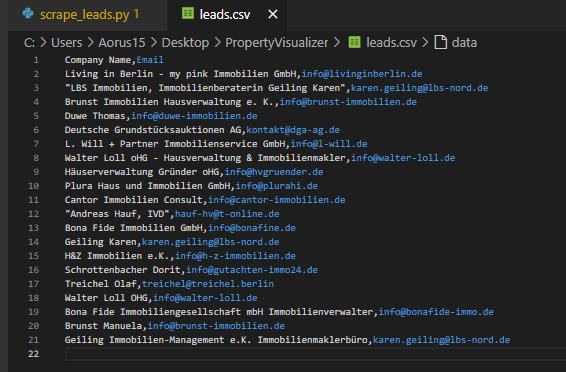 scrape_leads.py 1
leads.csv
C: > Users > Aorus15 > Desktop > PropertyVisualizer > leads.csv > data
1 Company Name,Email
2 Living in Berlin - my pink Immobilien GmbH,info@livinginberlin.de
3 "LBS Immobilien, Immobilienberaterin Geiling Karen",karen.geiling@lbs-nord.de
4 Brunst Immobilien Hausverwaltung e. K.,info@brunst-immobilien.de
5 Duwe Thomas,info@duwe-immobilien.de
6 Deutsche Grundstücksauktionen AG,kontakt@dga-ag.de
7 L. Will + Partner Immobilienservice GmbH,info@l-will.de
8 Walter Loll oHG - Hausverwaltung & Immobilienmakler,info@walter-loll.de
9 Häuserverwaltung Gründer oHG,info@hvgruender.de
10 Plura Haus und Immobilien GmbH,info@plurahi.de
11 Cantor Immobilien Consult,info@cantor-immobilien.de
12 "Andreas Hauf, IVD",hauf-hv@t-online.de
13 Bona Fide Immobilien GmbH,info@bonafine.de
14 Geiling Karen,karen.geiling@lbs-nord.de
15 H&Z Immobilien e.K.,info@h-z-immobilien.de
16 Schrottenbacher Dorit,info@gutachten-immo24.de
17 Treichel Olaf,treichel@treichel.berlin
18 Walter Loll OHG,info@walter-loll.de
19 Bona Fide Immobiliengesellschaft mbH Immobilienverwalter,info@bonafide-immo.de
20 Brunst Manuela,info@brunst-immobilien.de
21 Geiling Immobilien-Management e.K. Immobilienmaklerbüro,karen.geiling@lbs-nord.de
22